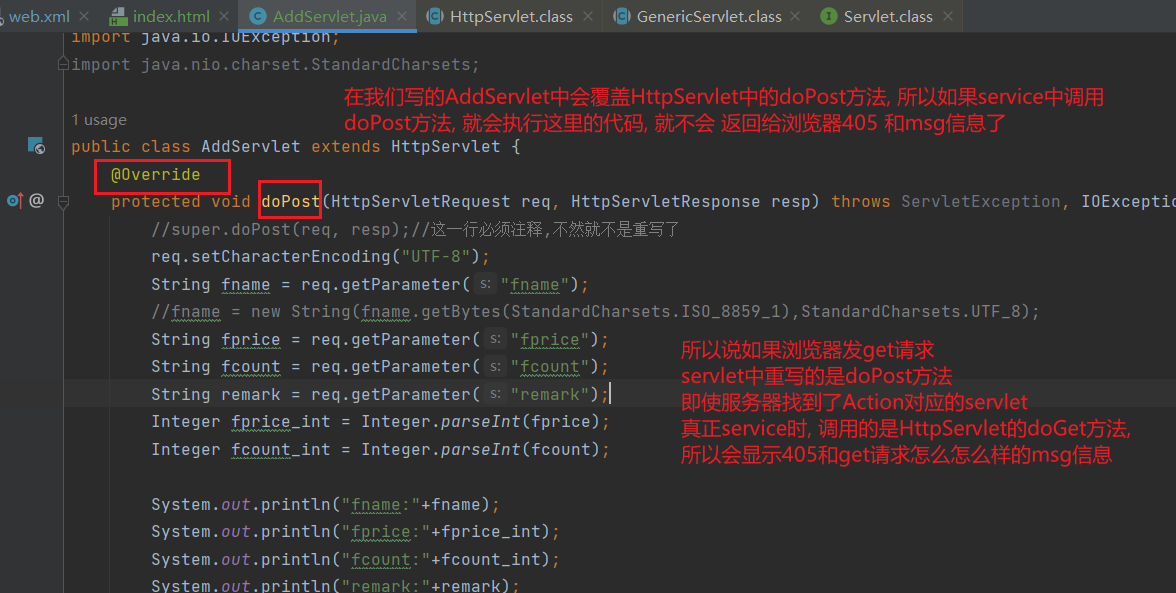 web.xml index.html AddServlet.java HttpServlet.class GenericServlet.class Servlet.class
import java.io.IOException;
import java.nio.charset.StandardCharsets;
在我们写的AddServlet中会覆盖HttpServlet中的doPost方法, 所以如果service中调用
doPost方法, 就会执行这里的代码, 就不会 返回给浏览器405 和msg信息了
1 usage
public class AddServlet extends HttpServlet {
@Override
protected void doPost(HttpServletRequest req, HttpServletResponse resp) throws ServletException, IOExceptio
//super.doPost(req, resp);//这一行必须注释,不然就不是重写了
req.setCharacterEncoding("UTF-8");
String fname = req.getParameter( s: "fname");
//fname = new String(fname.getBytes(StandardCharsets.ISO_8859_1),StandardCharsets.UTF_8);
String fprice = req.getParameter( s: "fprice");
String fcount = req.getParameter( s: "fcount");
String remark = req.getParameter( s: "remark");
Integer fprice_int = Integer.parseInt(fprice);
Integer fcount_int = Integer.parseInt(fcount);
所以说如果浏览器发get请求
servlet中重写的是doPost方法
即使服务器找到了Action对应的servlet
真正service时, 调用的是HttpServlet的doGet方法,
所以会显示405和get请求怎么怎么样的msg信息
System.out.println("fname:"+fname);
System.out.println("fprice:"+fprice_int);
System.out.println("fcount:"+fcount_int);
System.out.println("remark:"+remark);